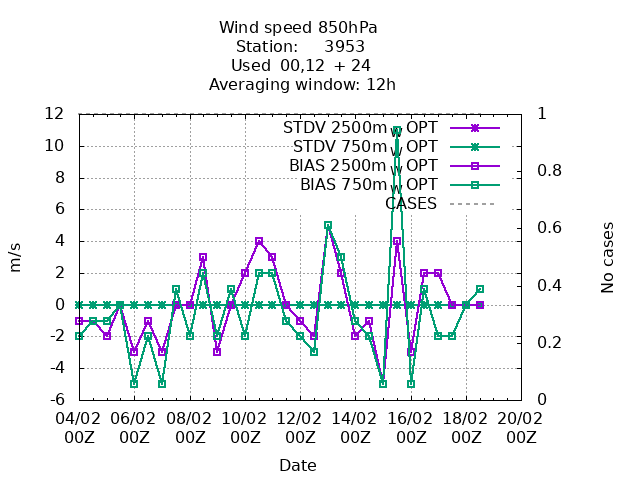 Wind speed 850hPa
Station: 3953
Used 00,12 + 24
Averaging window: 12h
12
10
8
6
4
2
0
-2
-4
-6
m/s
1
0.8
0.6
0.4
0.2
0
No cases
STDV 2500m w OPT
STDV 750m w OPT
BIAS 2500m w OPT
BIAS 750m w OPT
CASES
04/02 06/02 08/02 10/02 12/02 14/02 16/02 18/02 20/02
00Z 00Z 00Z 00Z 00Z 00Z 00Z 00Z 00Z
Date